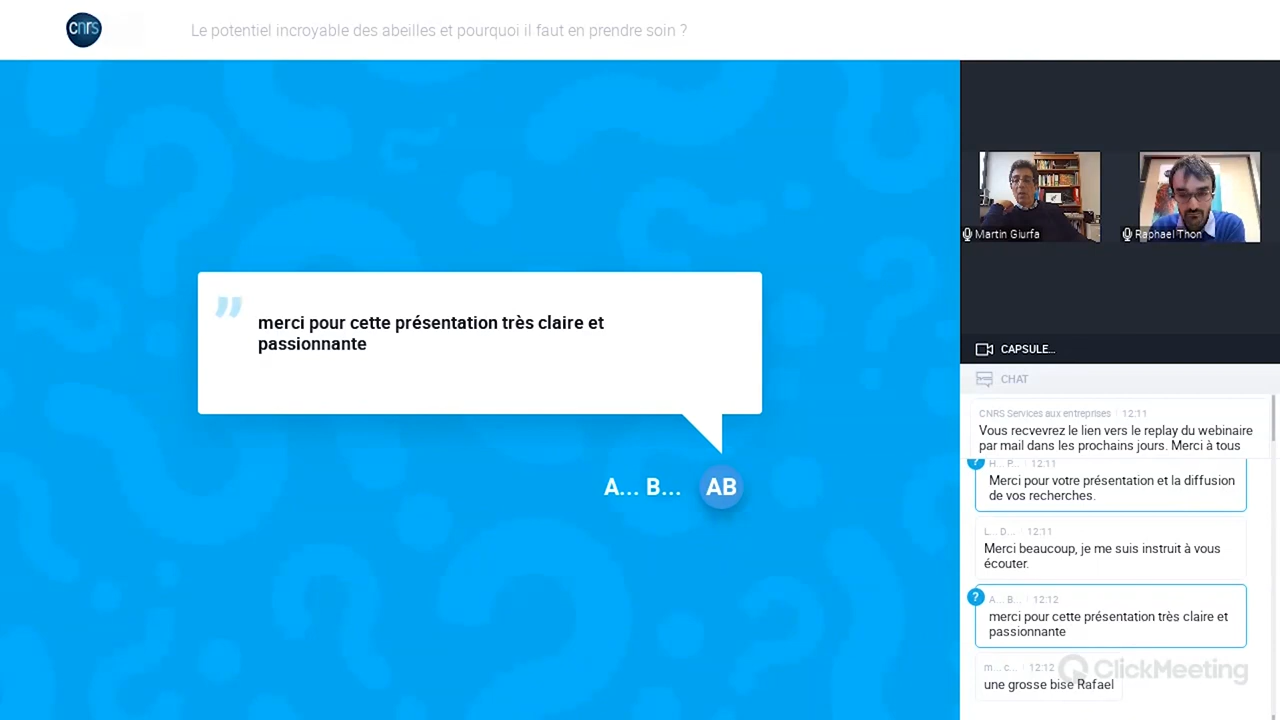 cnrs
Le potentiel incroyable des abeilles et pourquoi il faut en prendre soin ?
merci pour cette présentation très claire et
passionnante
A... B... AB
Martin Giurfa
Raphael Thon
CAPSULE...
CHAT
CNRS Services aux entreprises 12:11
Vous recvevrez le lien vers le replay du webinaire
par mail dans les prochains jours. Merci à tous
? H... P... 12:11
Merci pour votre présentation et la diffusion
de vos recherches.
L... D... 12:11
Merci beaucoup, je me suis instruit à vous
écouter.
? A... B... 12:12
merci pour cette présentation très claire et
passionnante
m... c... 12:12
ClickMeeting
une grosse bise Rafael